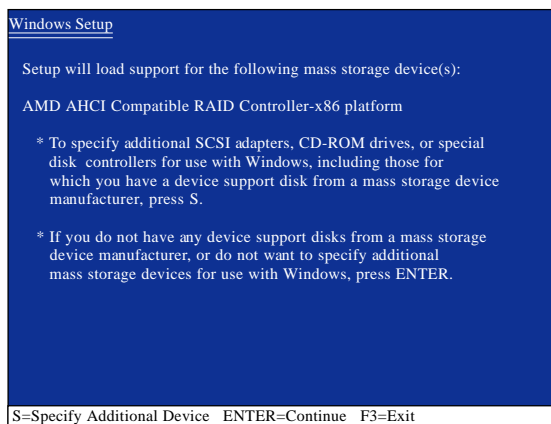 Windows Setup
Setup will load support for the following mass storage device(s):
AMD AHCI Compatible RAID Controller-x86 platform
* To specify additional SCSI adapters, CD-ROM drives, or special
disk controllers for use with Windows, including those for
which you have a device support disk from a mass storage device
manufacturer, press S.
* If you do not have any device support disks from a mass storage
device manufacturer, or do not want to specify additional
mass storage devices for use with Windows, press ENTER.
S=Specify Additional Device ENTER=Continue F3=Exit